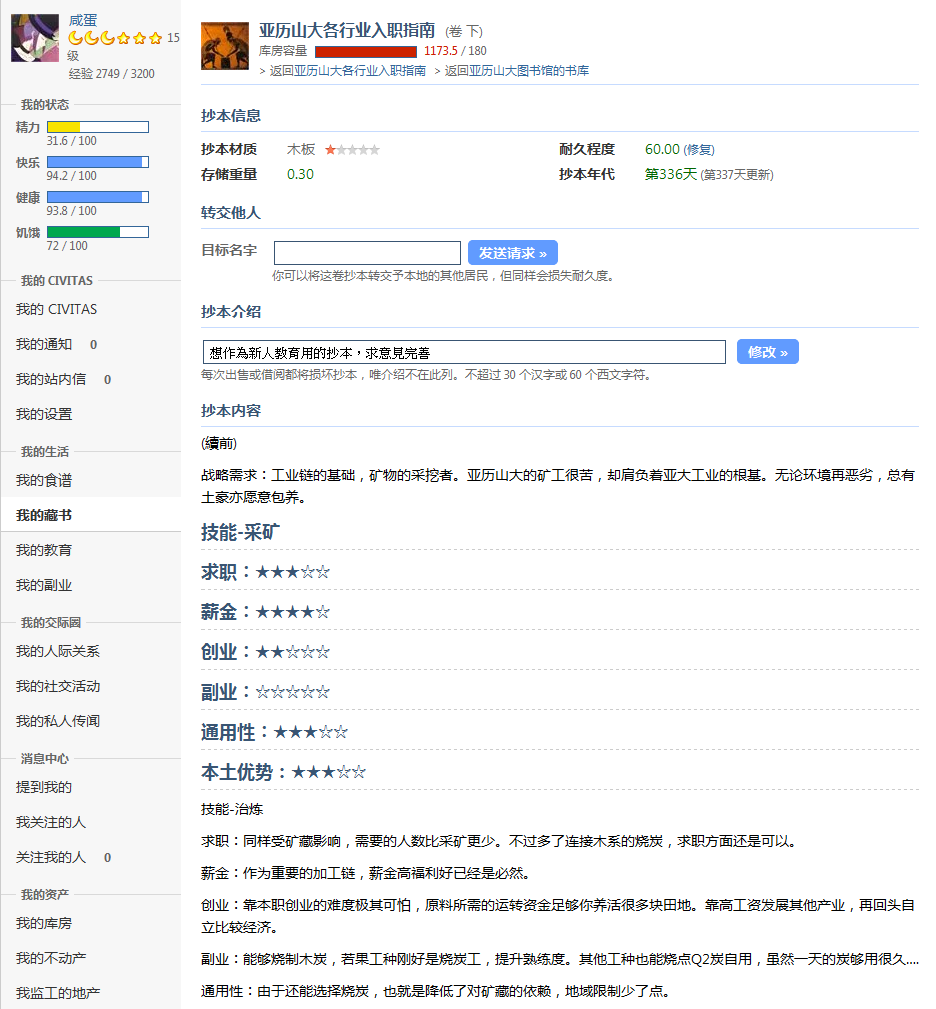 咸蛋
15
级
经验 2749 / 3200
我的状态
精力
31.6 / 100
快乐
94.2 / 100
健康
93.8 / 100
饥饿
72 / 100
我的 CIVITAS
我的 CIVITAS
我的通知 0
我的站内信 0
我的设置
我的生活
我的食谱
我的藏书
我的教育
我的副业
我的交际圈
我的人际关系
我的社交活动
我的私人传闻
消息中心
提到我的
我关注的人
关注我的人 0
我的资产
我的库房
我的不动产
我监工的地产
亚历山大各行业入职指南 (卷 下)
库房容量 1173.5 / 180
> 返回亚历山大各行业入职指南 > 返回亚历山大图书馆的书库
抄本信息
抄本材质 木板 ★★★★★ 耐久程度 60.00 (修复)
存储重量 0.30 抄本年代 第336天 (第337天更新)
转交他人
目标名字 发送请求 »
你可以将这卷抄本转交予本地的其他居民，但同样会损失耐久度。
抄本介绍
想作為新人教育用的抄本，求意見完善 修改 »
每次出售或借阅都将损坏抄本，唯介绍不在此列。不超过 30 个汉字或 60 个西文字符。
抄本内容
(續前)
战略需求：工业链的基础，矿物的采挖者。亚历山大的矿工很苦，却肩负着亚大工业的根基。无论环境再恶劣，总有
土豪亦愿意包养。
技能-采矿
求职：★★★☆☆
薪金：★★★★☆
创业：★★☆☆☆
副业：☆☆☆☆☆
通用性：★★★☆☆
本土优势：★★★☆☆
技能-冶炼
求职：同样受矿藏影响，需要的人数比采矿更少。不过多了连接木系的烧炭，求职方面还是可以。
薪金：作为重要的加工链，薪金高福利好已经是必然。
创业：靠本职创业的难度极其可怕，原料所需的运转资金足够你养活很多块田地。靠高工资发展其他产业，再回头自
立比较经济。
副业：能够烧制木炭，若果工种刚好是烧炭工，提升熟练度。其他工种也能烧点Q2炭自用，虽然一天的炭够用很久....
通用性：由于还能选择烧炭，也就是降低了对矿藏的依赖，地域限制少了点。